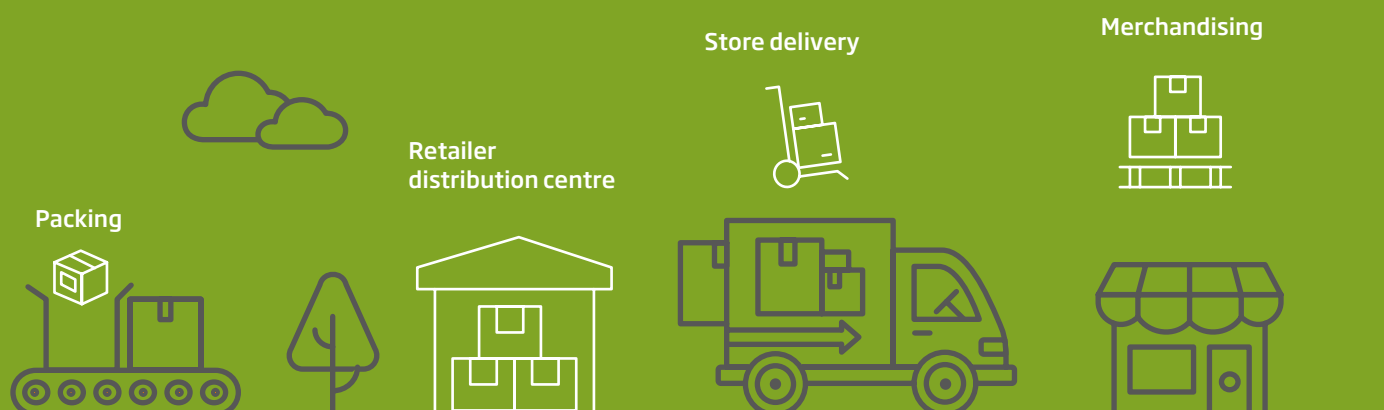 Packing
Retailer
distribution centre
Store delivery
Merchandising